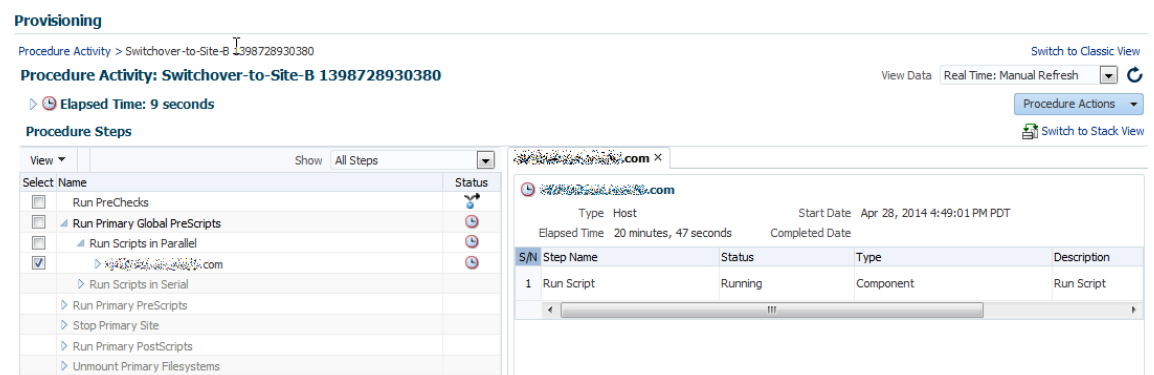 Provisioning
Procedure Activity > Switchover-to-Site-B 1398728930380
Switch to Classic View
Procedure Activity: Switchover-to-Site-B 1398728930380
View Data Real Time: Manual Refresh
Elapsed Time: 9 seconds
Procedure Actions
Procedure Steps
Switch to Stack View
View Show All Steps
Select Name Status
Run PreChecks
Run Primary Global PreScripts
Run Scripts in Parallel
.com
Run Scripts in Serial
Run Primary PreScripts
Stop Primary Site
Run Primary PostScripts
Unmount Primary Filesystems
.com ×
.com
Type Host Start Date Apr 28, 2014 4:49:01 PM PDT
Elapsed Time 20 minutes, 47 seconds Completed Date
S/N Step Name Status Type Description
1 Run Script Running Component Run Script